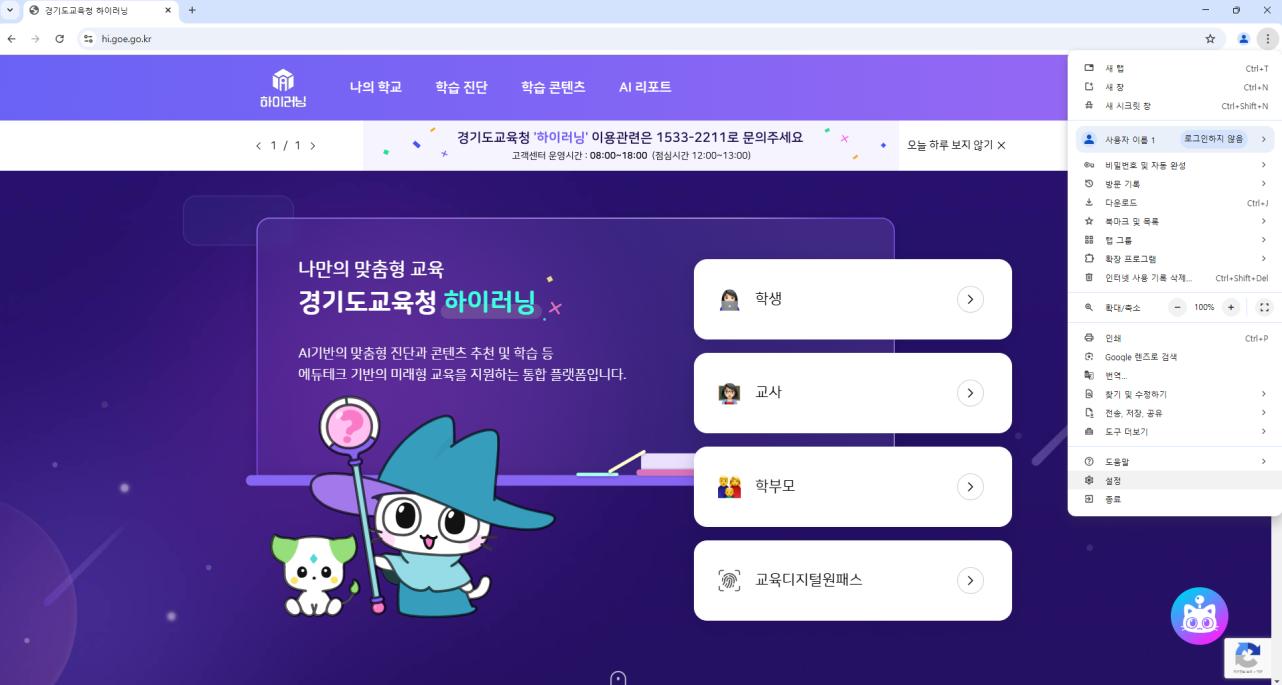 경기도교육청 하이러닝
hi.goe.go.kr
하이러닝
나의 학교
학습 진단
학습 콘텐츠
AI 리포트
1 / 1
경기도교육청 '하이러닝' 이용관련은 1533-2211로 문의주세요
고객센터 운영시간 : 08:00~18:00 (점심시간 12:00~13:00)
오늘 하루 보지 않기
나만의 맞춤형 교육
경기도교육청 하이러닝
AI기반의 맞춤형 진단과 콘텐츠 추천 및 학습 등
에듀테크 기반의 미래형 교육을 지원하는 통합 플랫폼입니다.
?
학생
교사
학부모
교육디지털원패스
새 탭 Ctrl+T
새 창 Ctrl+N
새 시크릿 창 Ctrl+Shift+N
사용자 이름 1 로그인하지 않음
비밀번호 및 자동 완성
방문 기록
다운로드 Ctrl+J
북마크 및 목록
탭 그룹
확장 프로그램
인터넷 사용 기록 삭제... Ctrl+Shift+Del
확대/축소 − 100% +
인쇄 Ctrl+P
Google 렌즈로 검색
번역...
찾기 및 수정하기
전송, 저장, 공유
도구 더보기
도움말
설정
종료